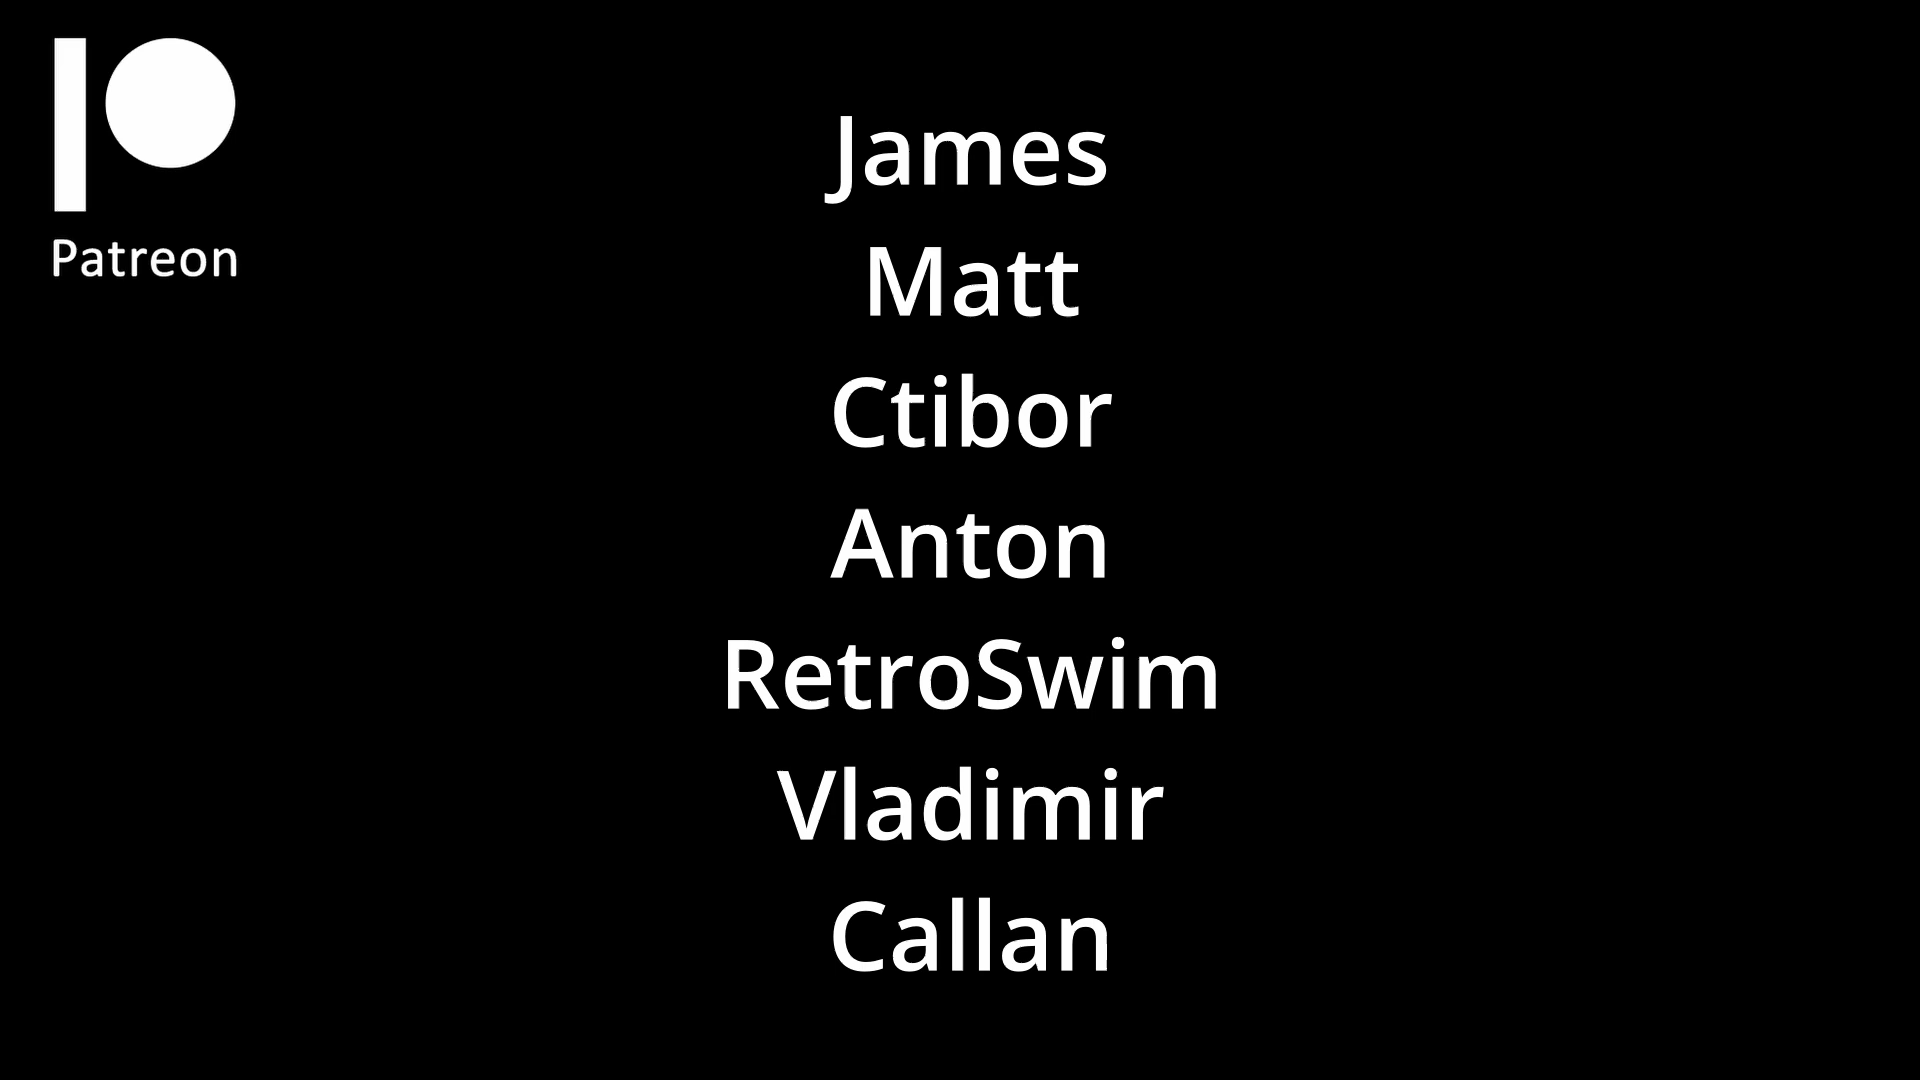 Patreon
James
Matt
Ctibor
Anton
RetroSwim
Vladimir
Callan